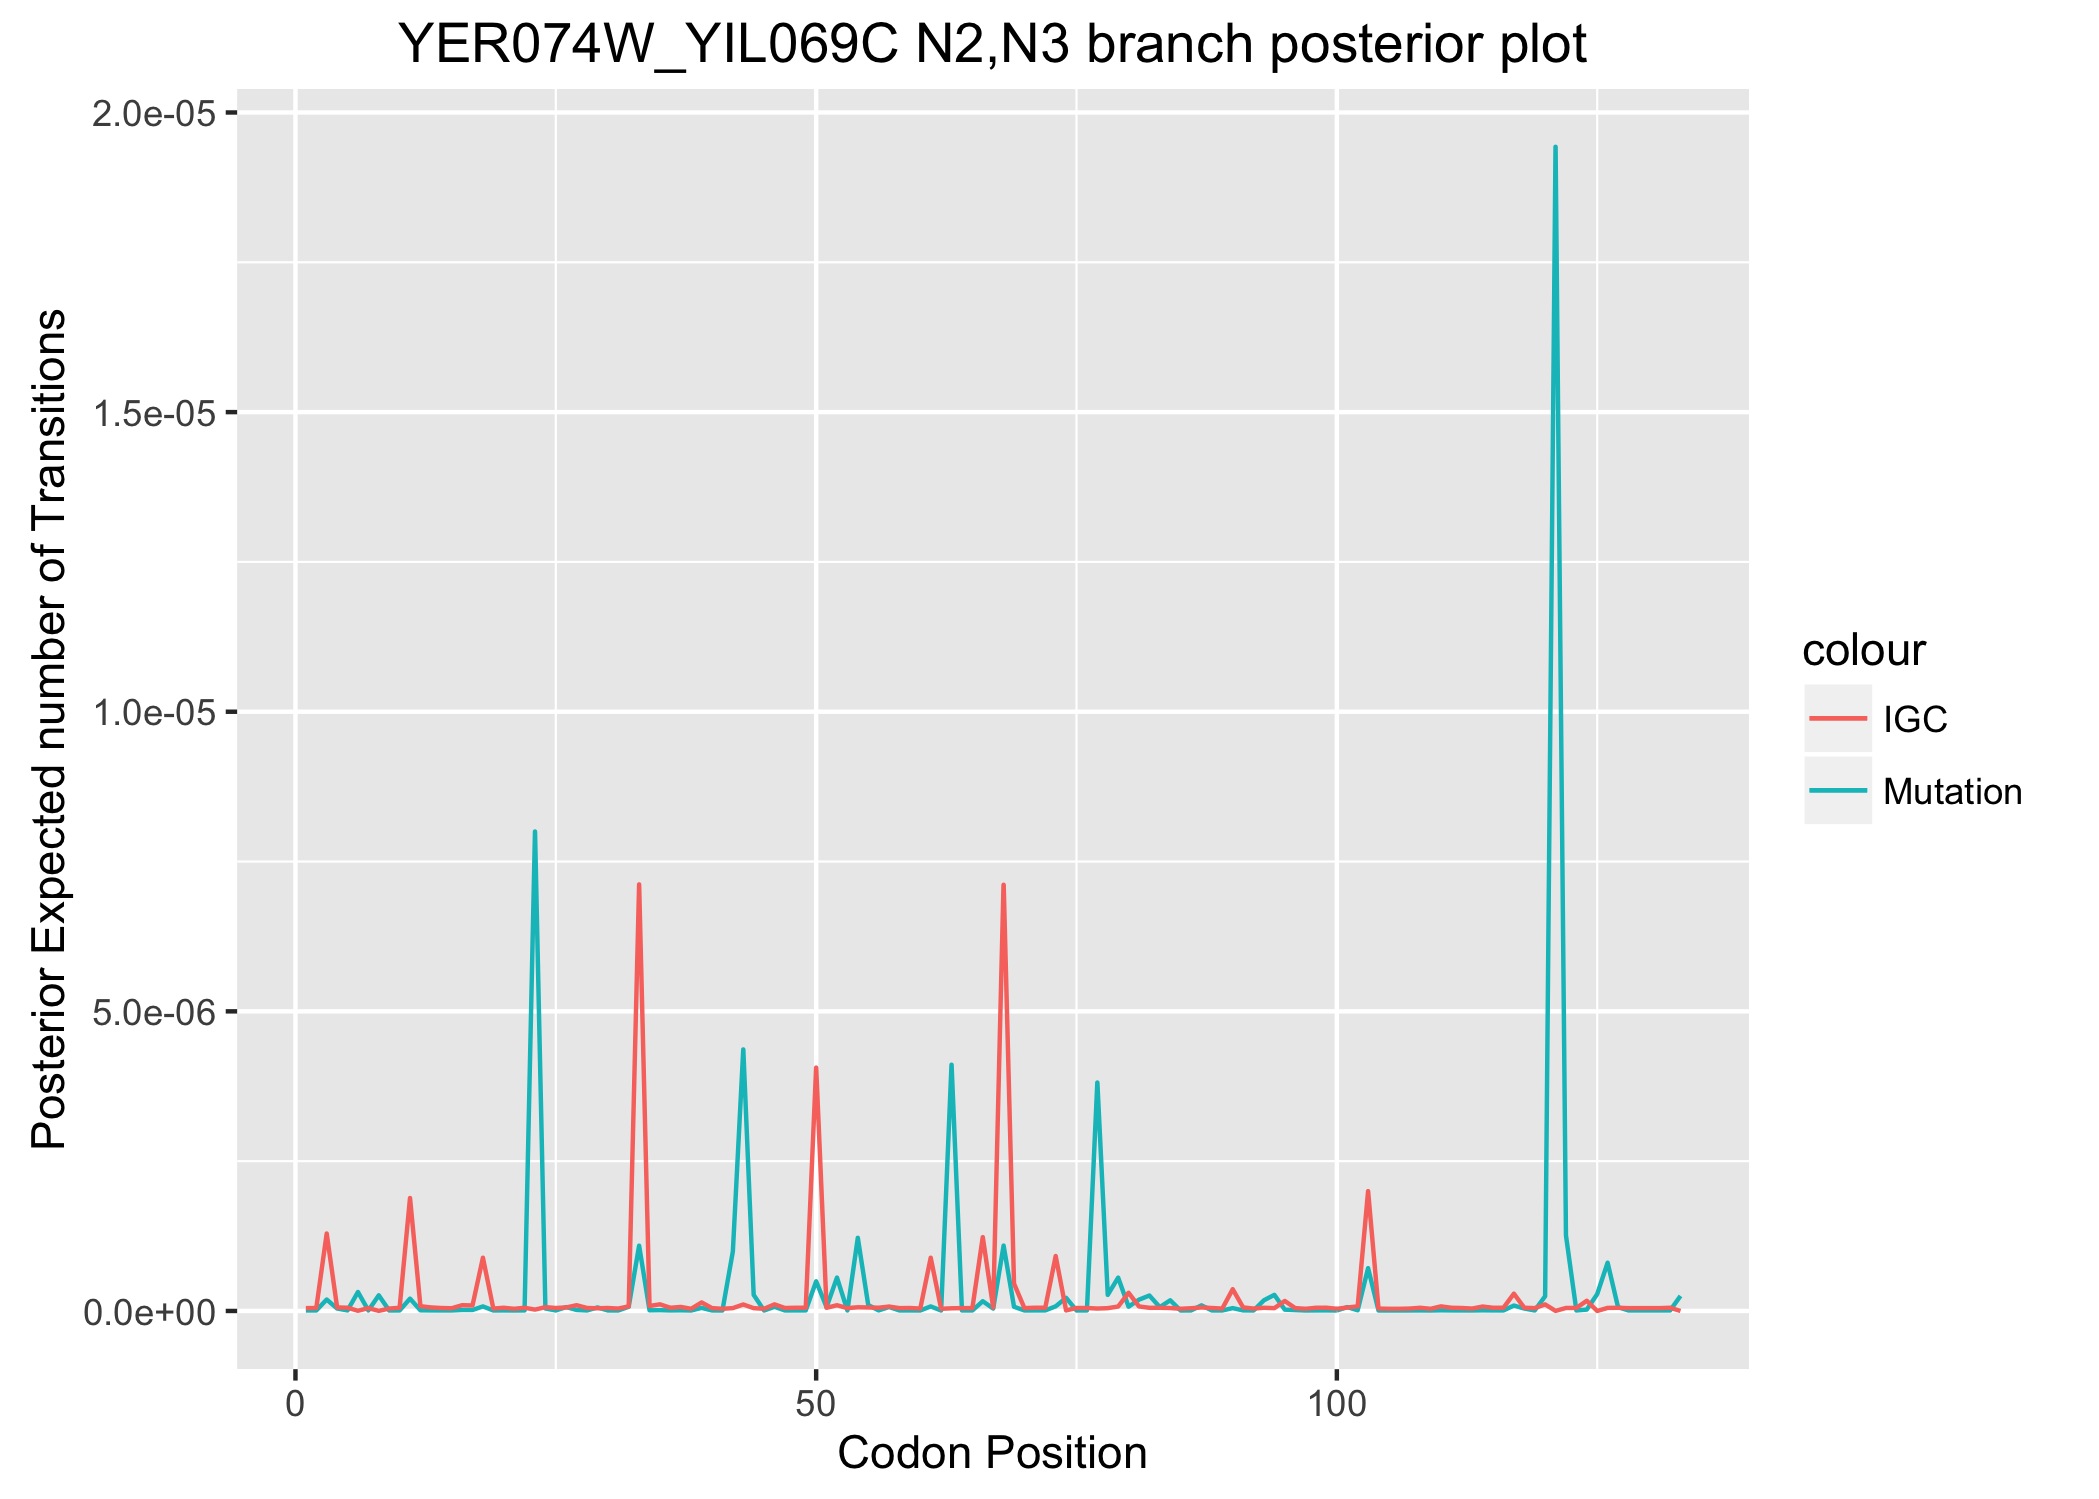 YER074W_YIL069C N2,N3 branch posterior plot
Posterior Expected number of Transitions
2.0e-05
1.5e-05
1.0e-05
5.0e-06
0.0e+00
0
50
100
Codon Position
colour
IGC
Mutation